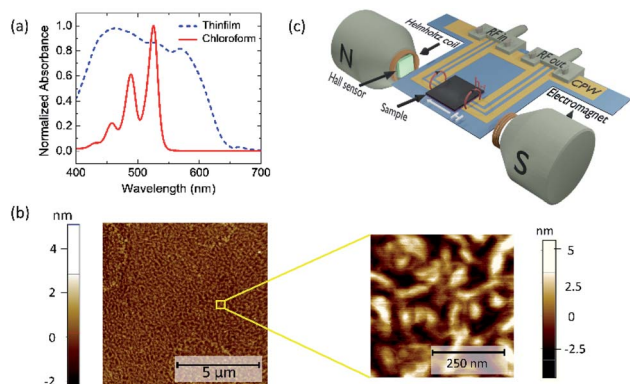 (a)
Normalized Absorbance
1.0
0.8
0.6
0.4
0.2
0.0
Thinfilm
Chloroform
400
500
600
700
Wavelength (nm)
(c)
N
Helmholtz coil
Hall sensor
Sample
H
RF in
RF out
CPW
Electromagnet
S
(b)
nm
4
2
0
-2
5 µm
250 nm
nm
5
2.5
0
-2.5